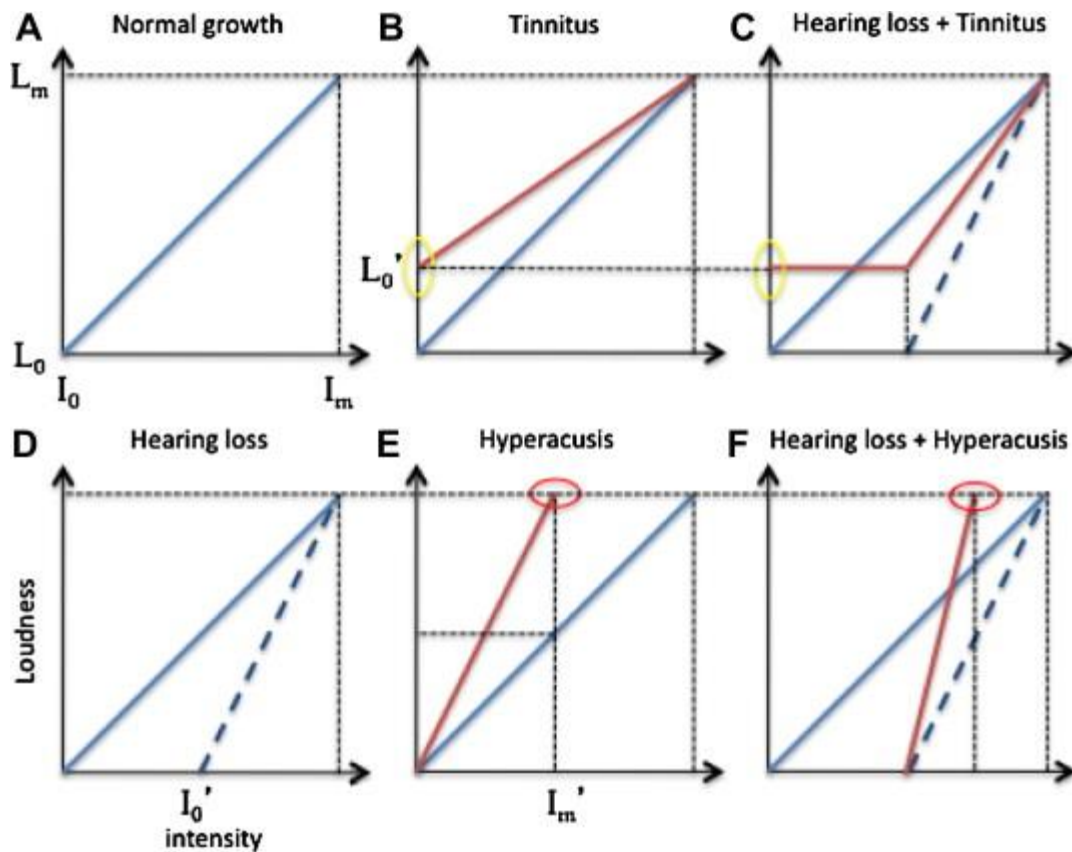 A Normal growth
B Tinnitus
C Hearing loss + Tinnitus
Lm
L0'
L0
I0
Im
D Hearing loss
E Hyperacusis
F Hearing loss + Hyperacusis
Loudness
I0'
Im'
intensity